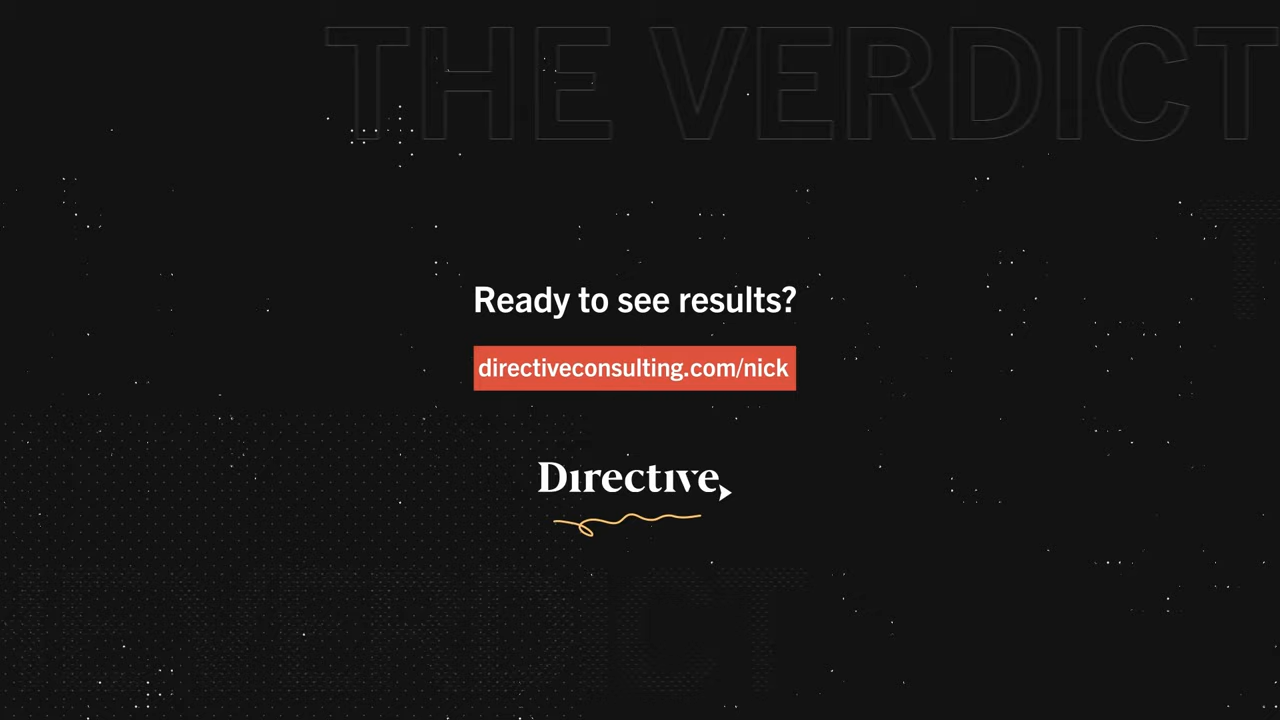 THE VERDICT
Ready to see results?
directiveconsulting.com/nick
Directive